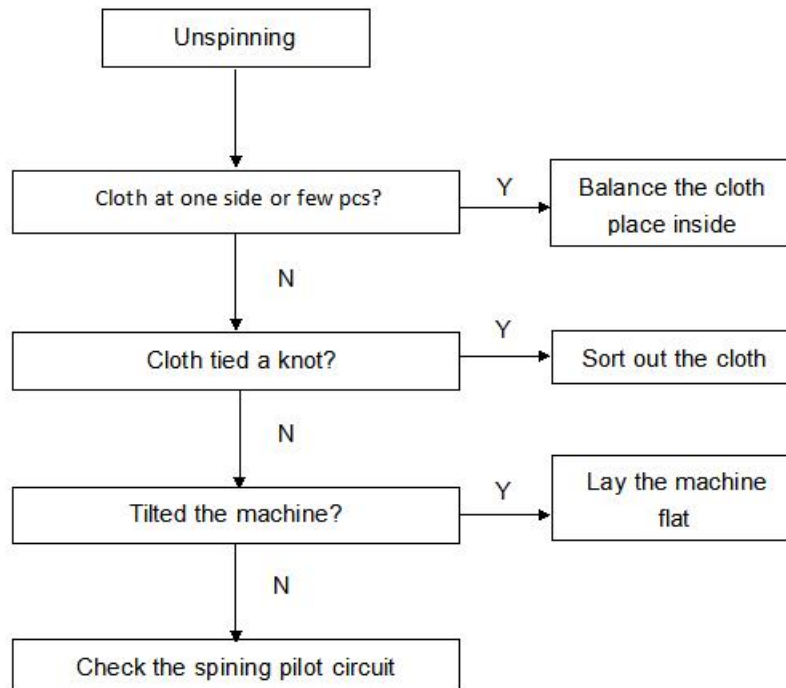 Unspinning
Cloth at one side or few pcs?
Y
Balance the cloth
place inside
N
Cloth tied a knot?
Y
Sort out the cloth
N
Tilted the machine?
Y
Lay the machine
flat
N
Check the spining pilot circuit